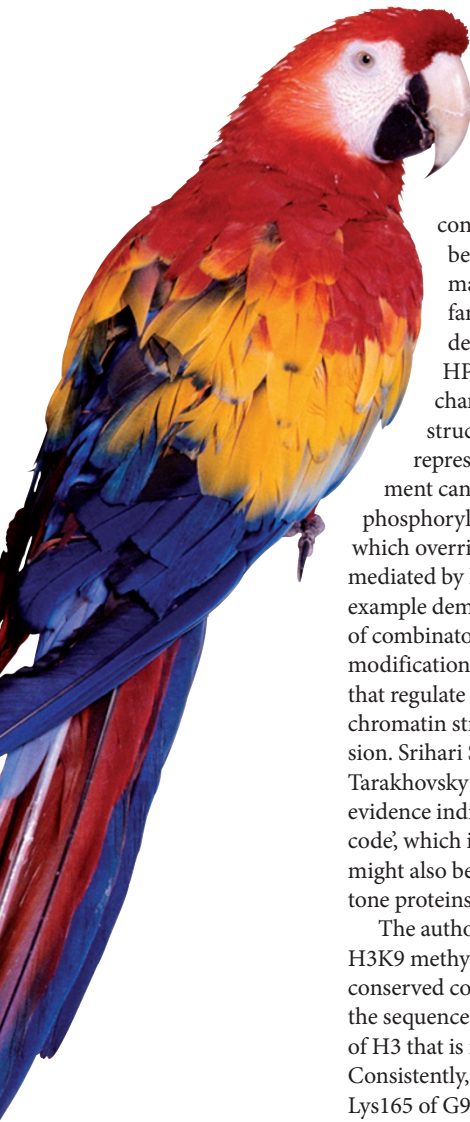 con
be
ma
fan
de
HP
char
struc
repres
ment can
phosphoryl
which overri
mediated by
example dem
of combinato
modification
that regulate
chromatin str
sion. Srihari S
Tarakhovsky
evidence indi
code’, which i
might also be
tone proteins
The autho
H3K9 methy
conserved co
the sequence
of H3 that is
Consistently,
Lys165 of G9